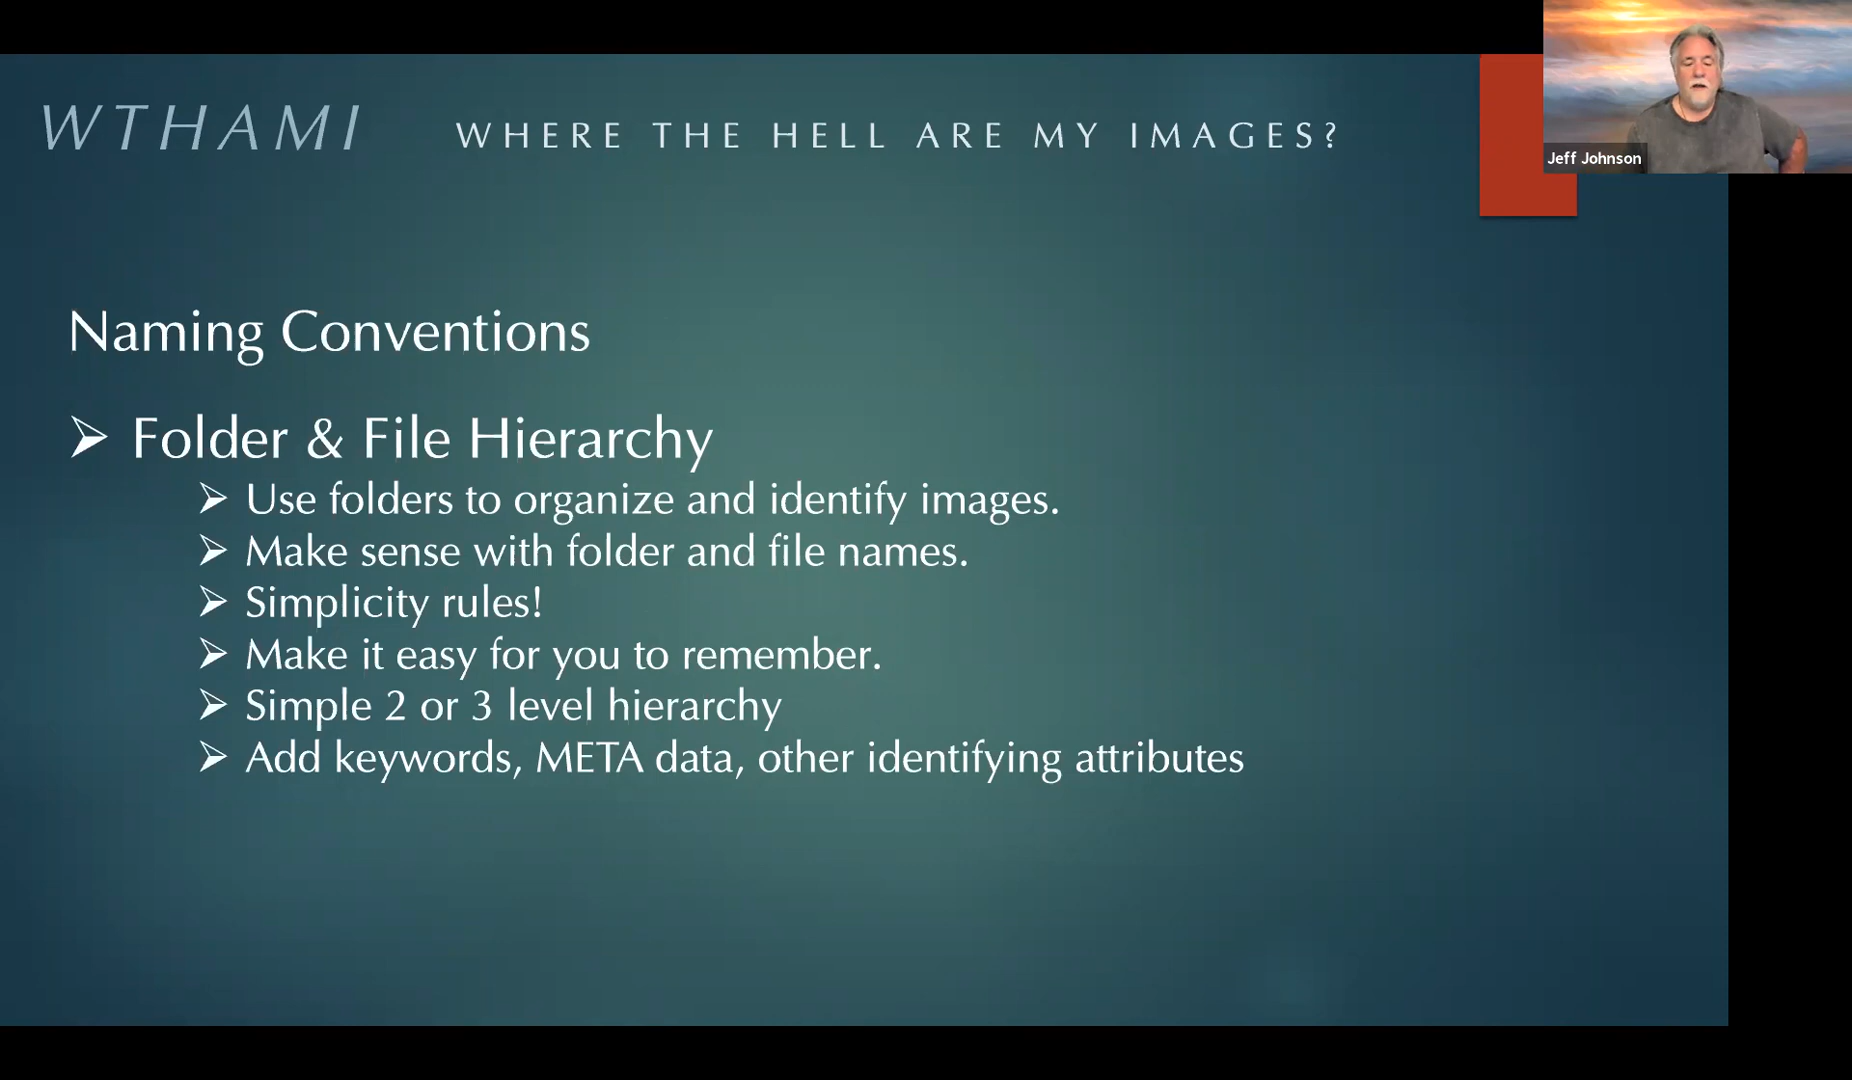 WTHAMI WHERE THE HELL ARE MY IMAGES?
Jeff Johnson
Naming Conventions
➢ Folder & File Hierarchy
➢ Use folders to organize and identify images.
➢ Make sense with folder and file names.
➢ Simplicity rules!
➢ Make it easy for you to remember.
➢ Simple 2 or 3 level hierarchy
➢ Add keywords, META data, other identifying attributes